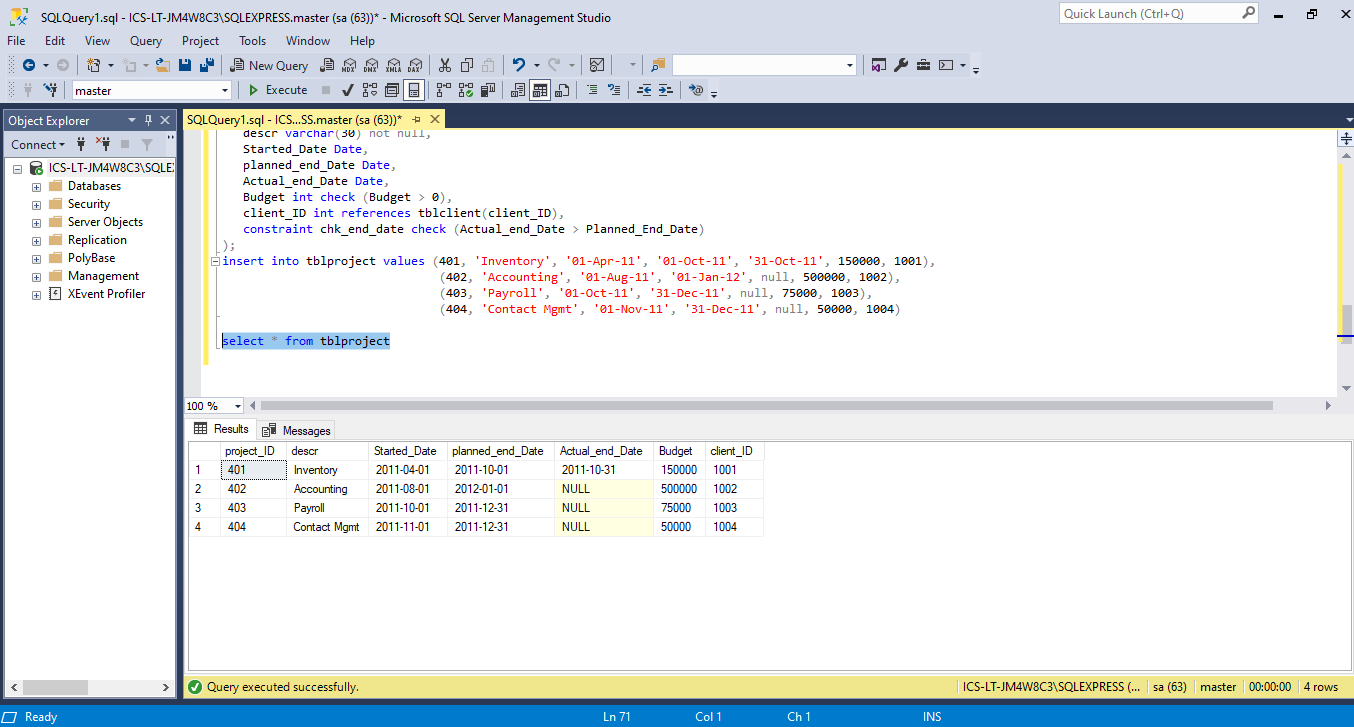 SQLQuery1.sql - ICS-LT-JM4W8C3\SQLEXPRESS.master (sa (63))* - Microsoft SQL Server Management Studio
Quick Launch (Ctrl+Q)
File Edit View Query Project Tools Window Help
New Query MDX DMX XMLA DAX
master Execute
Object Explorer
SQLQuery1.sql - ICS...SS.master (sa (63))*
Connect
ICS-LT-JM4W8C3\SQLE
Databases
Security
Server Objects
Replication
PolyBase
Management
XEvent Profiler
descr varchar(30) not null,
Started_Date Date,
planned_end_Date Date,
Actual_end_Date Date,
Budget int check (Budget > 0),
client_ID int references tblclient(client_ID),
constraint chk_end_date check (Actual_end_Date > Planned_End_Date)
);
insert into tblproject values (401, 'Inventory', '01-Apr-11', '01-Oct-11', '31-Oct-11', 150000, 1001),
(402, 'Accounting', '01-Aug-11', '01-Jan-12', null, 500000, 1002),
(403, 'Payroll', '01-Oct-11', '31-Dec-11', null, 75000, 1003),
(404, 'Contact Mgmt', '01-Nov-11', '31-Dec-11', null, 50000, 1004)
select * from tblproject
100 %
Results Messages
project_ID descr Started_Date planned_end_Date Actual_end_Date Budget client_ID
1 401 Inventory 2011-04-01 2011-10-01 2011-10-31 150000 1001
2 402 Accounting 2011-08-01 2012-01-01 NULL 500000 1002
3 403 Payroll 2011-10-01 2011-12-31 NULL 75000 1003
4 404 Contact Mgmt 2011-11-01 2011-12-31 NULL 50000 1004
Query executed successfully. ICS-LT-JM4W8C3\SQLEXPRESS (... sa (63) master 00:00:00 4 rows
Ready Ln 71 Col 1 Ch 1 INS